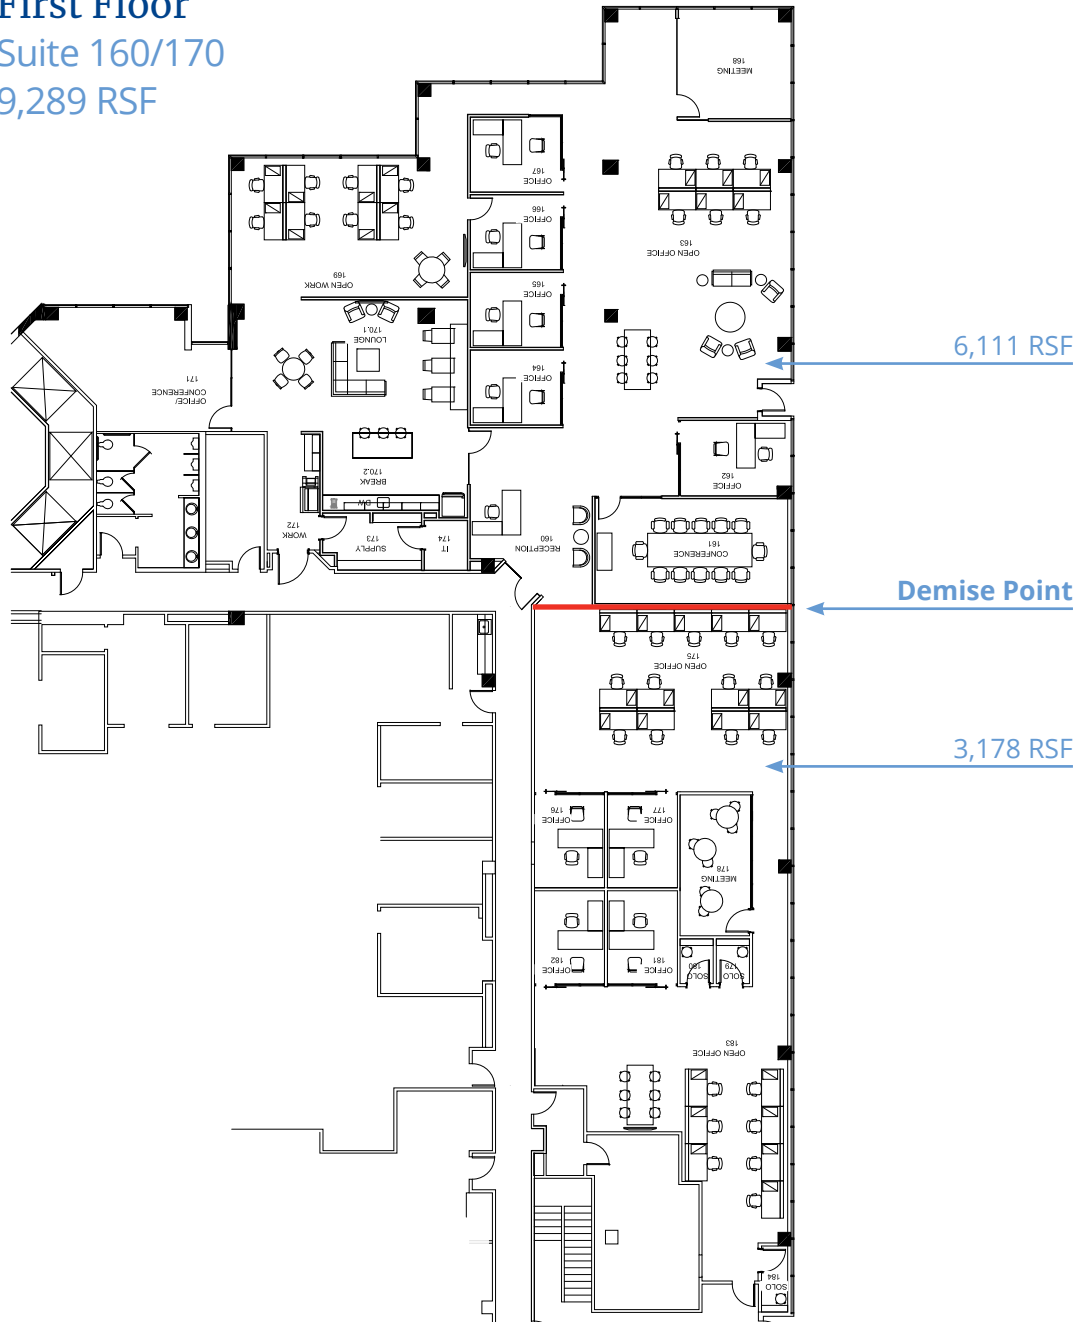 First Floor
Suite 160/170
9,289 RSF
MEETING
168
OFFICE
167
OFFICE
166
OPEN OFFICE
163
OPEN WORK
169
OFFICE
165
LOUNGE
170.1
6,111 RSF
OFFICE
164
OFFICE/
CONFERENCE
171
BREAK
170.2
OFFICE
162
DW
WORK
172
SUPPLY
173
IT
174
RECEPTION
160
CONFERENCE
161
Demise Point
OPEN OFFICE
175
3,178 RSF
OFFICE
176
OFFICE
177
MEETING
178
OFFICE
182
OFFICE
181
SOLO
180
SOLO
179
OPEN OFFICE
183
SOLO
184